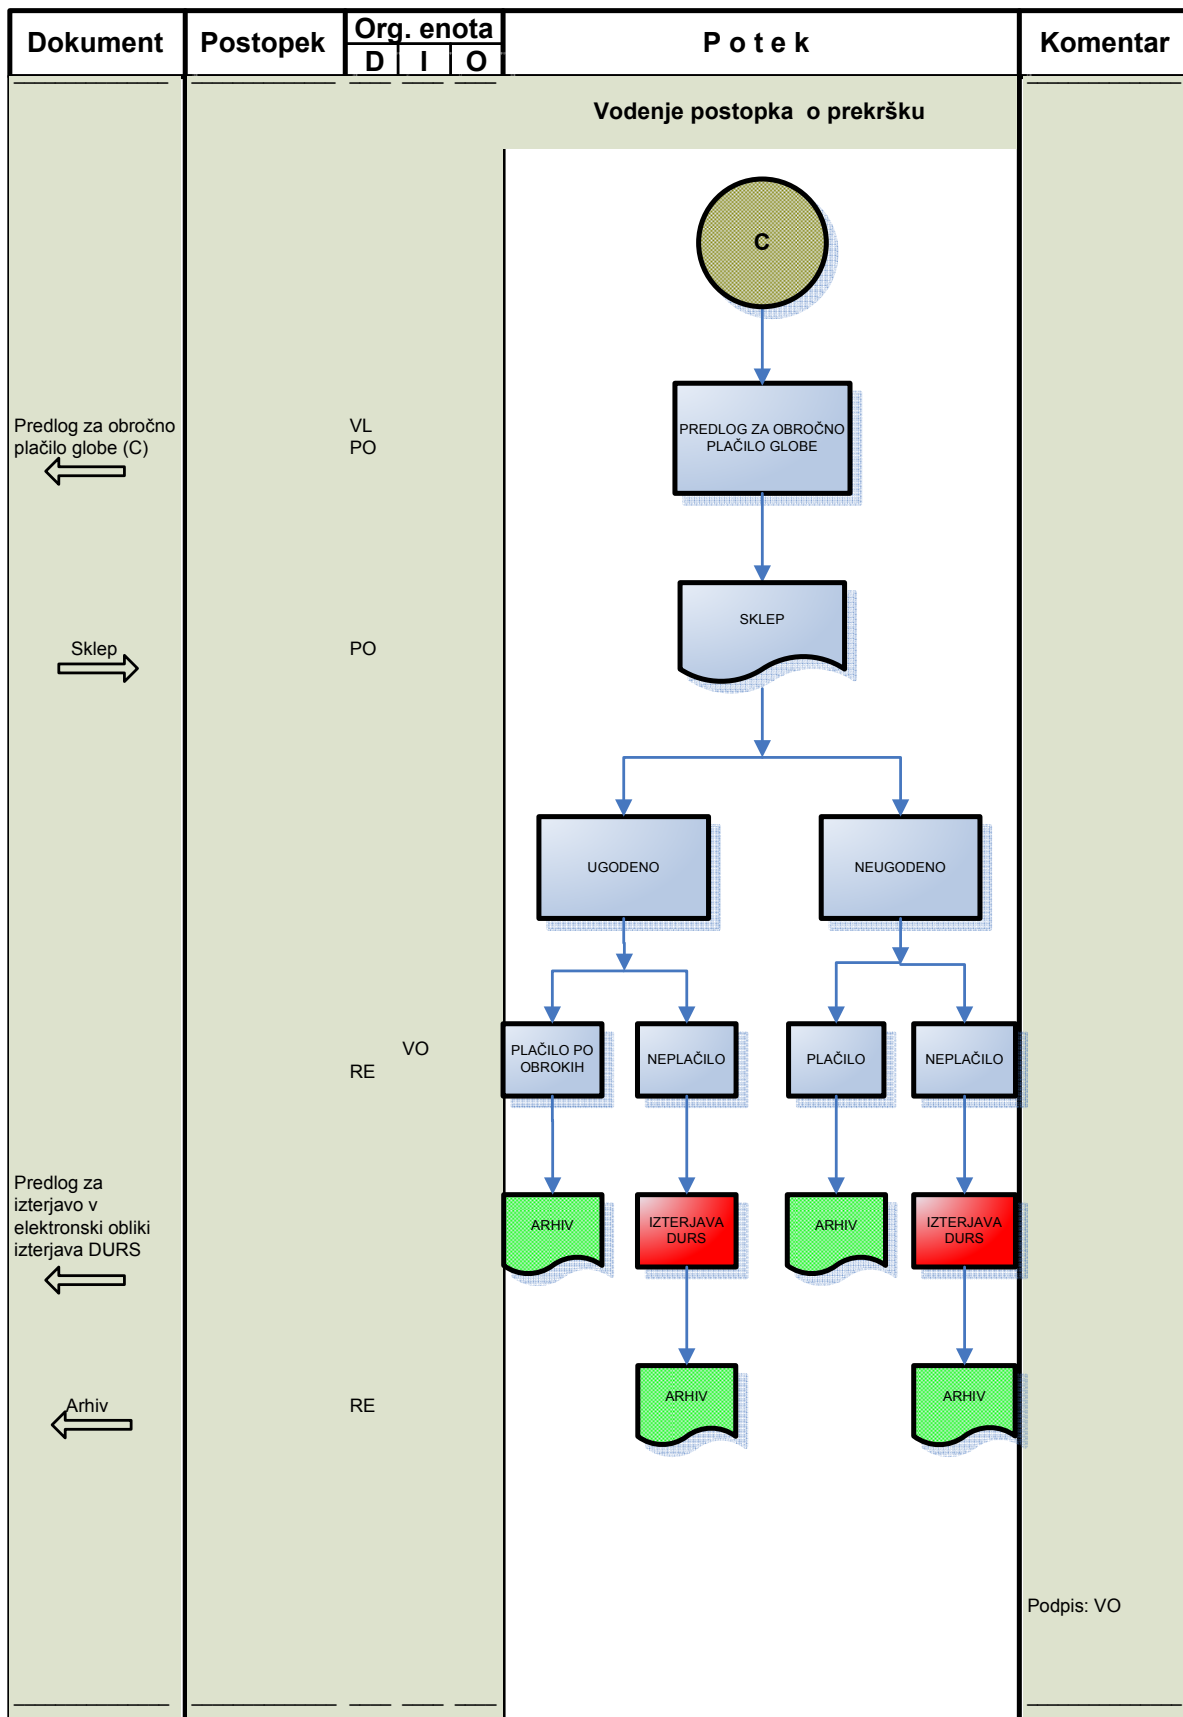 Dokument
Postopek
Org. enota
D I O
P o t e k
Komentar
Vodenje postopka o prekršku
C
Predlog za obročno
plačilo globe (C)
VL
PO
PREDLOG ZA OBROČNO
PLAČILO GLOBE
Sklep
PO
SKLEP
UGODENO
NEUGODENO
VO
RE
PLAČILO PO
OBROKIH
NEPLAČILO
PLAČILO
NEPLAČILO
Predlog za
izterjavo v
elektronski obliki
izterjava DURS
ARHIV
IZTERJAVA
DURS
ARHIV
IZTERJAVA
DURS
Arhiv
RE
ARHIV
ARHIV
Podpis: VO